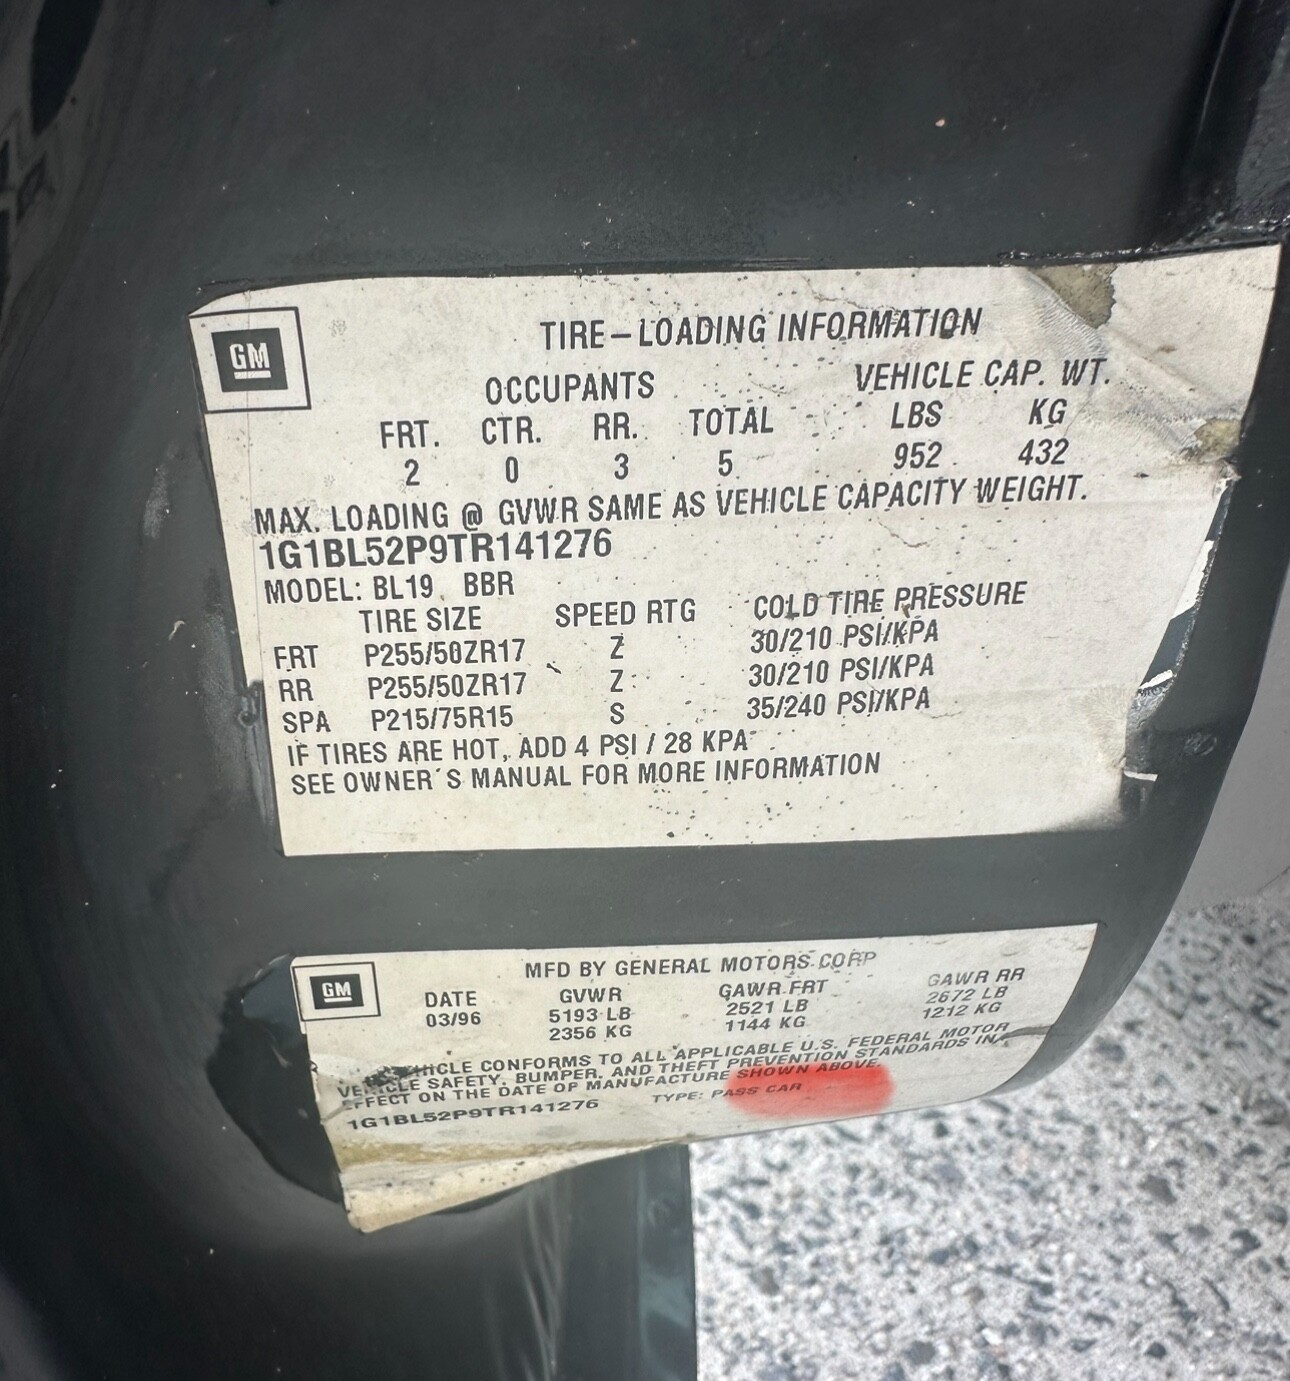 GM
TIRE-LOADING INFORMATION
OCCUPANTS VEHICLE CAP. WT.
FRT. CTR. RR. TOTAL LBS KG
2 0 3 5 952 432
MAX. LOADING @ GVWR SAME AS VEHICLE CAPACITY WEIGHT.
1G1BL52P9TR141276
MODEL: BL19 BBR
TIRE SIZE SPEED RTG COLD TIRE PRESSURE
FRT P255/50ZR17 Z 30/210 PSI/KPA
RR P255/50ZR17 Z 30/210 PSI/KPA
SPA P215/75R15 S 35/240 PSI/KPA
IF TIRES ARE HOT, ADD 4 PSI / 28 KPA
SEE OWNER'S MANUAL FOR MORE INFORMATION
GM
MFD BY GENERAL MOTORS CORP
DATE GVWR GAWR FRT GAWR RR
03/96 5193 LB 2521 LB 2672 LB
2356 KG 1144 KG 1212 KG
CONFORMS TO ALL APPLICABLE U.S. FEDERAL MOTOR
VEHICLE SAFETY, BUMPER, AND THEFT PREVENTION STANDARDS IN
EFFECT ON THE DATE OF MANUFACTURE SHOWN ABOVE.
1G1BL52P9TR141276 TYPE: PASS CAR